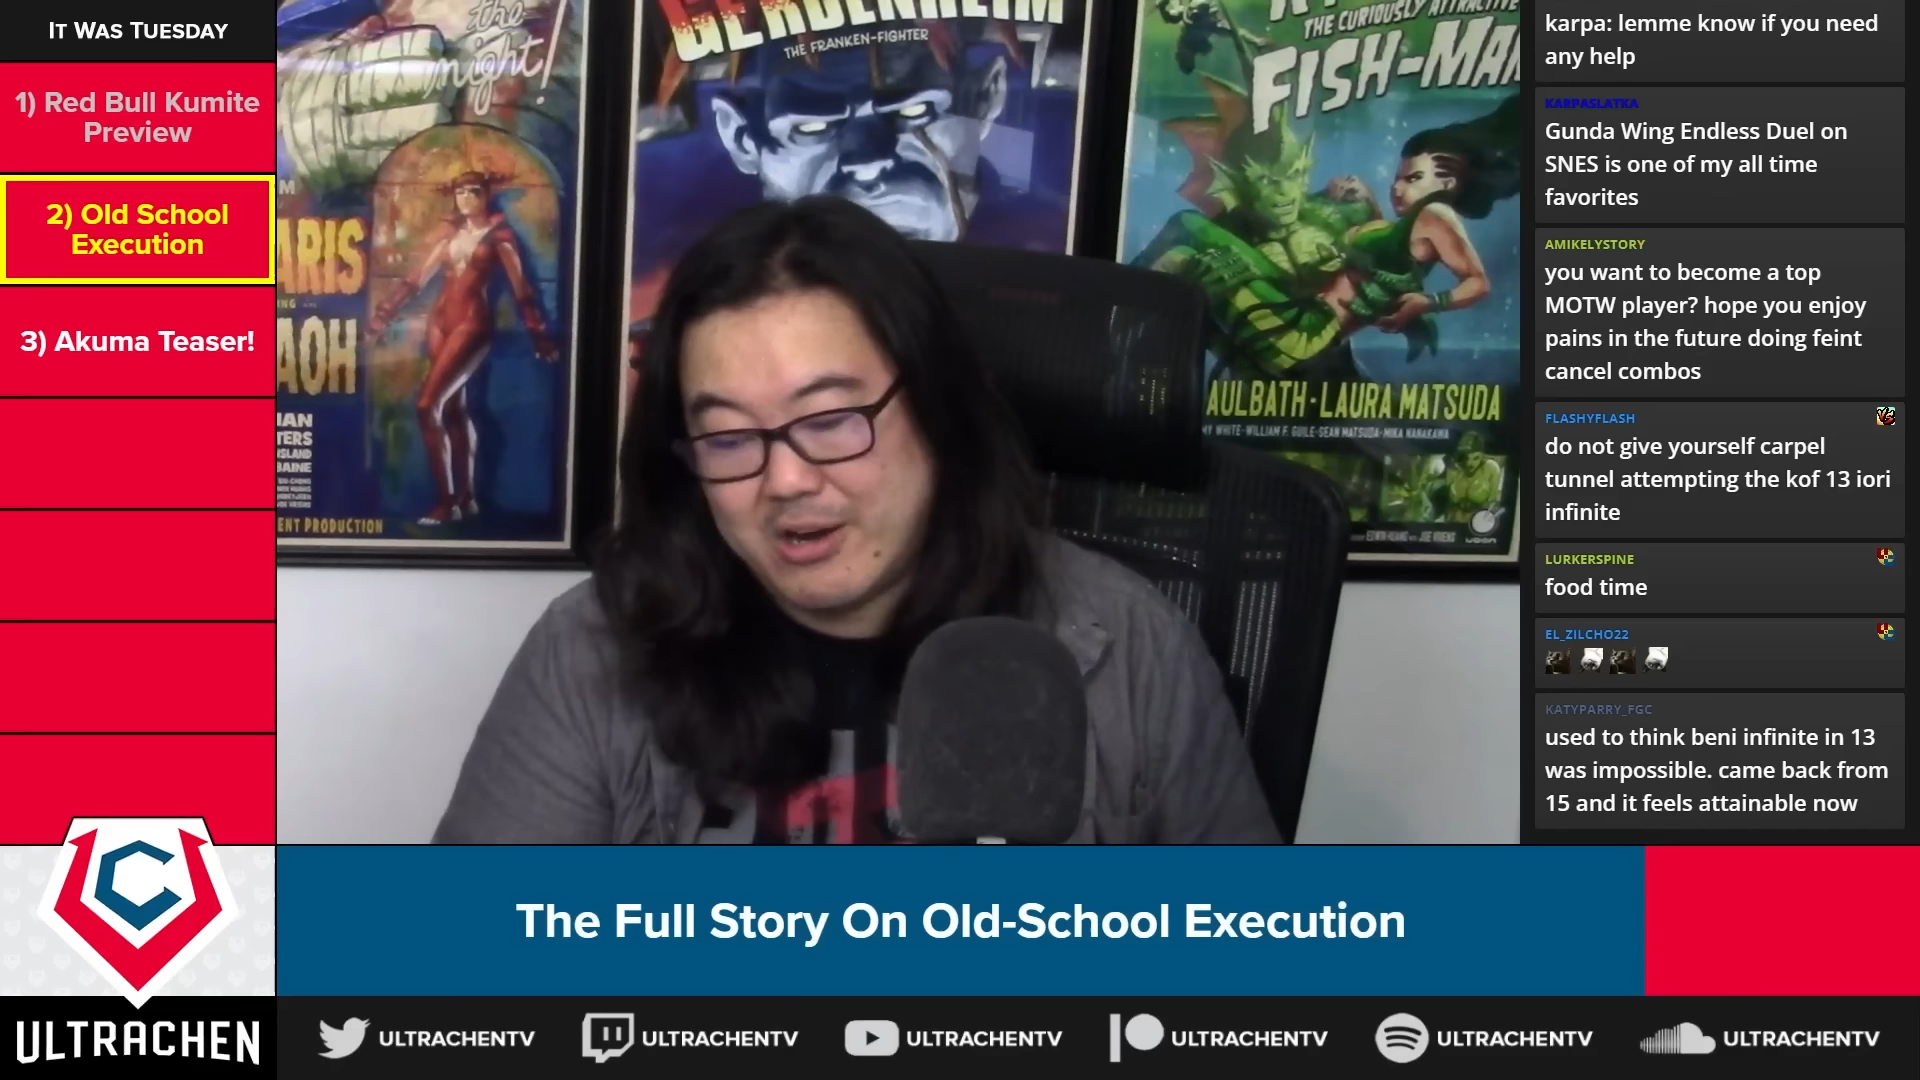 IT WAS TUESDAY
1) Red Bull Kumite
Preview
2) Old School
Execution
3) Akuma Teaser!
the
night!
ARIS
AOH
ENT PRODUCTION
GERBENHEIM
THE FRANKEN-FIGHTER
THE CURIOUSLY ATTRACTIVE
FISH-MAN
AULBATH·LAURA MATSUDA
karpa: lemme know if you need
any help
KARPASLATKA
Gunda Wing Endless Duel on
SNES is one of my all time
favorites
AMIKELYSTORY
you want to become a top
MOTW player? hope you enjoy
pains in the future doing feint
cancel combos
FLASHYFLASH
do not give yourself carpel
tunnel attempting the kof 13 iori
infinite
LURKERSPINE
food time
EL_ZILCHO22
KATYPARRY_FGC
used to think beni infinite in 13
was impossible. came back from
15 and it feels attainable now
The Full Story On Old-School Execution
ULTRACHEN
ULTRACHENTV
ULTRACHENTV
ULTRACHENTV
ULTRACHENTV
ULTRACHENTV
ULTRACHENTV